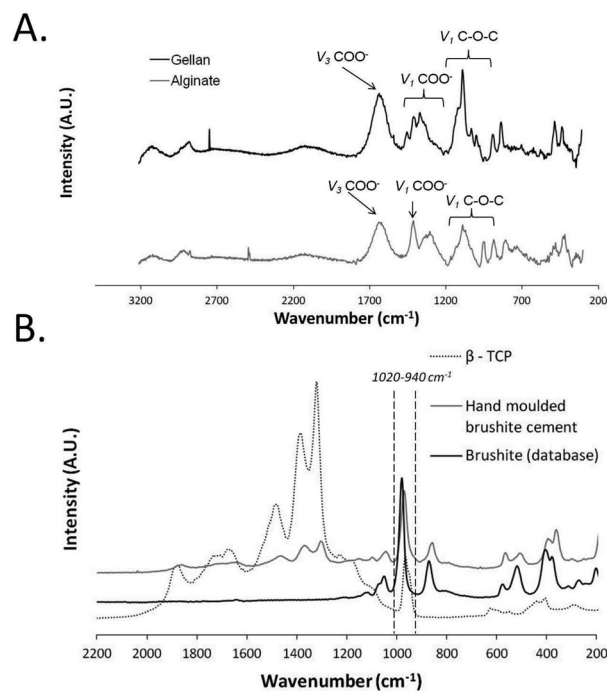 A.
Gellan
Alginate
V₃ COO⁻
V₁ COO⁻
V₁ C-O-C
V₃ COO⁻
V₁ COO⁻
V₁ C-O-C
Intensity (A.U.)
3200 2700 2200 1700 1200 700 200
Wavenumber (cm⁻¹)
B.
1020-940 cm⁻¹
β - TCP
Hand moulded
brushite cement
Brushite (database)
Intensity (A.U.)
2200 2000 1800 1600 1400 1200 1000 800 600 400 200
Wavenumber (cm⁻¹)